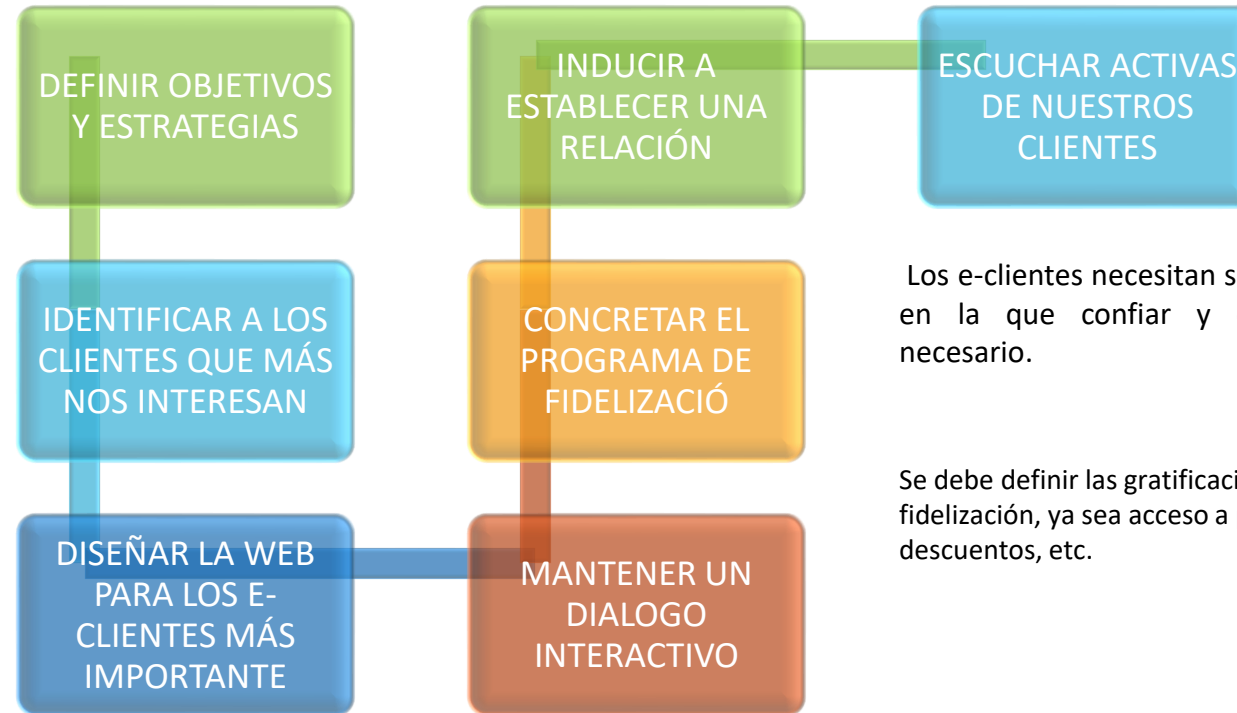 DEFINIR OBJETIVOS
Y ESTRATEGIAS
IDENTIFICAR A LOS
CLIENTES QUE MÁS
NOS INTERESAN
DISEÑAR LA WEB
PARA LOS E-
CLIENTES MÁS
IMPORTANTE
MANTENER UN
DIALOGO
INTERACTIVO
CONCRETAR EL
PROGRAMA DE
FIDELIZACIÓ
INDUCIR A
ESTABLECER UNA
RELACIÓN
ESCUCHAR ACTIVAS
DE NUESTROS
CLIENTES
Los e-clientes necesitan
en la que confiar y
necesario.
Se debe definir las
fidelización, ya sea acceso a
descuentos, etc.